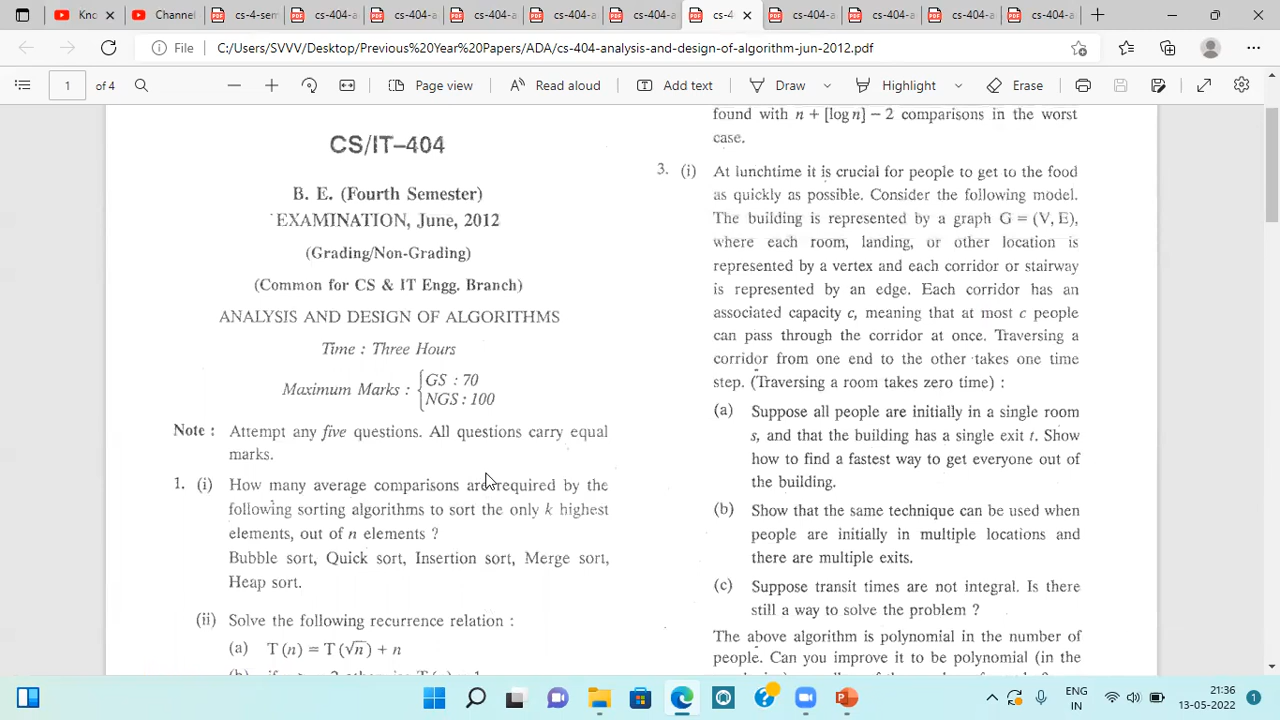 Knc
Channel
cs-4-sem
cs-404-a
cs-404-a
cs-404-a
cs-404-a
cs-404-a
cs-4
cs-404-a
cs-404-a
cs-404-a
cs-404-a
File C:/Users/SVVV/Desktop/Previous%20Year%20Papers/ADA/cs-404-analysis-and-design-of-algorithm-jun-2012.pdf
1 of 4 Page view Read aloud Add text Draw Highlight Erase
CS/IT–404
B. E. (Fourth Semester)
EXAMINATION, June, 2012
(Grading/Non-Grading)
(Common for CS & IT Engg. Branch)
ANALYSIS AND DESIGN OF ALGORITHMS
Time : Three Hours
Maximum Marks : { GS : 70
NGS : 100
Note : Attempt any five questions. All questions carry equal
marks.
1. (i) How many average comparisons are required by the
following sorting algorithms to sort the only k highest
elements, out of n elements ?
Bubble sort, Quick sort, Insertion sort, Merge sort,
Heap sort.
(ii) Solve the following recurrence relation :
(a) T (n) = T (√n) + n
found with n + [log n] – 2 comparisons in the worst
case.
3. (i) At lunchtime it is crucial for people to get to the food
as quickly as possible. Consider the following model.
The building is represented by a graph G = (V, E),
where each room, landing, or other location is
represented by a vertex and each corridor or stairway
is represented by an edge. Each corridor has an
associated capacity c, meaning that at most c people
can pass through the corridor at once. Traversing a
corridor from one end to the other takes one time
step. (Traversing a room takes zero time) :
(a) Suppose all people are initially in a single room
s, and that the building has a single exit t. Show
how to find a fastest way to get everyone out of
the building.
(b) Show that the same technique can be used when
people are initially in multiple locations and
there are multiple exits.
(c) Suppose transit times are not integral. Is there
still a way to solve the problem ?
The above algorithm is polynomial in the number of
people. Can you improve it to be polynomial (in the
ENG
IN
21:36
13-05-2022
1